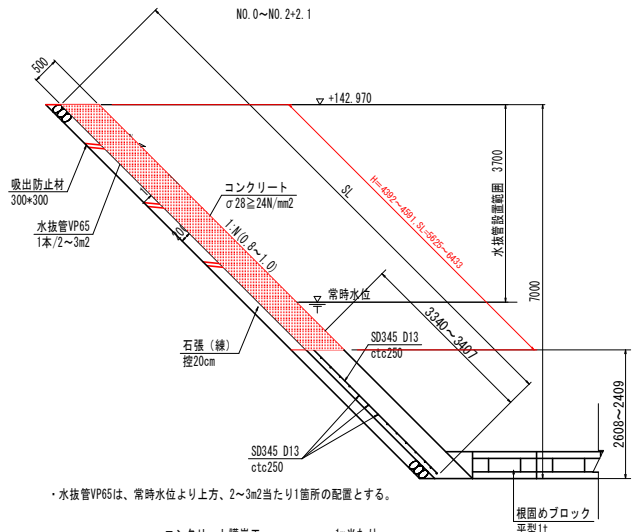 NO.0～NO.2+2.1
500
+142.970
吸出防止材
300*300
水抜管VP65
1本/2～3m2
コンクリート
σ28≧24N/mm2
1:N(0.8～1.0)
SL
H=4392～4591.SL=5625～6433
水抜管設置範囲 3700
7000
常時水位
3340～3407
石張（練）
控20cm
SD345 D13
ctc250
2608～2409
SD345 D13
ctc250
・水抜管VP65は、常時水位より上方、2～3m2当たり1箇所の配置とする。
根固めブロック
平型1t